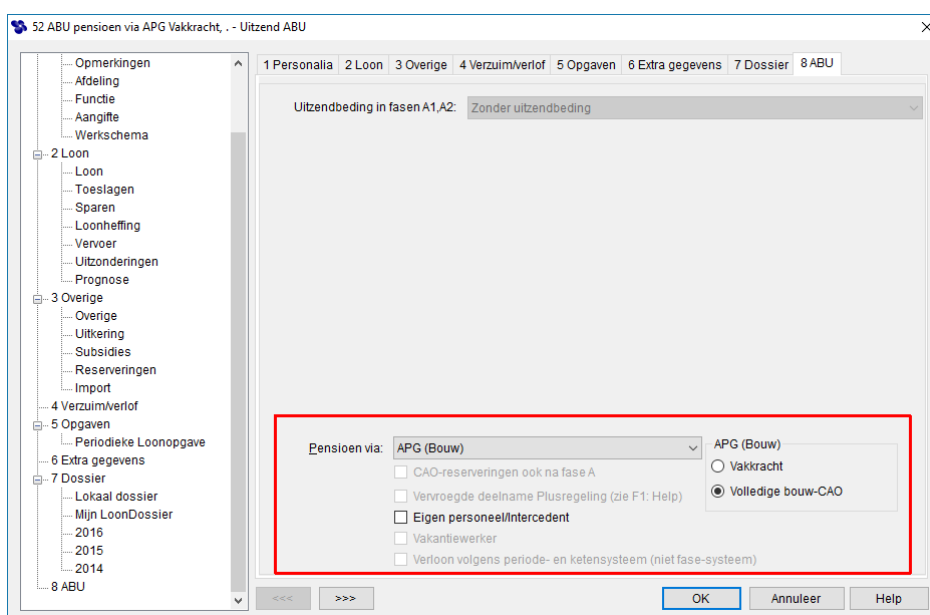 52 ABU pensioen via APG Vakkracht, . - Uitzend ABU
Opmerkingen
Afdeling
Functie
Aangifte
Werkschema
2 Loon
Loon
Toeslagen
Sparen
Loonheffing
Vervoer
Uitzonderingen
Prognose
3 Overige
Overige
Uitkering
Subsidies
Reserveringen
Import
4 Verzuim/verlof
5 Opgaven
Periodieke Loonopgave
6 Extra gegevens
7 Dossier
Lokaal dossier
Mijn LoonDossier
2016
2015
2014
8 ABU
1 Personalia 2 Loon 3 Overige 4 Verzuim/verlof 5 Opgaven 6 Extra gegevens 7 Dossier 8 ABU
Uitzendbeding in fasen A1,A2: Zonder uitzendbeding
Pensioen via: APG (Bouw)
CAO-reserveringen ook na fase A
Vervroegde deelname Plusregeling (zie F1: Help)
Eigen personeel/Intercedent
Vakantiewerker
Verloon volgens periode- en ketensysteem (niet fase-systeem)
APG (Bouw)
Vakkracht
Volledige bouw-CAO
<<< >>> OK Annuleer Help